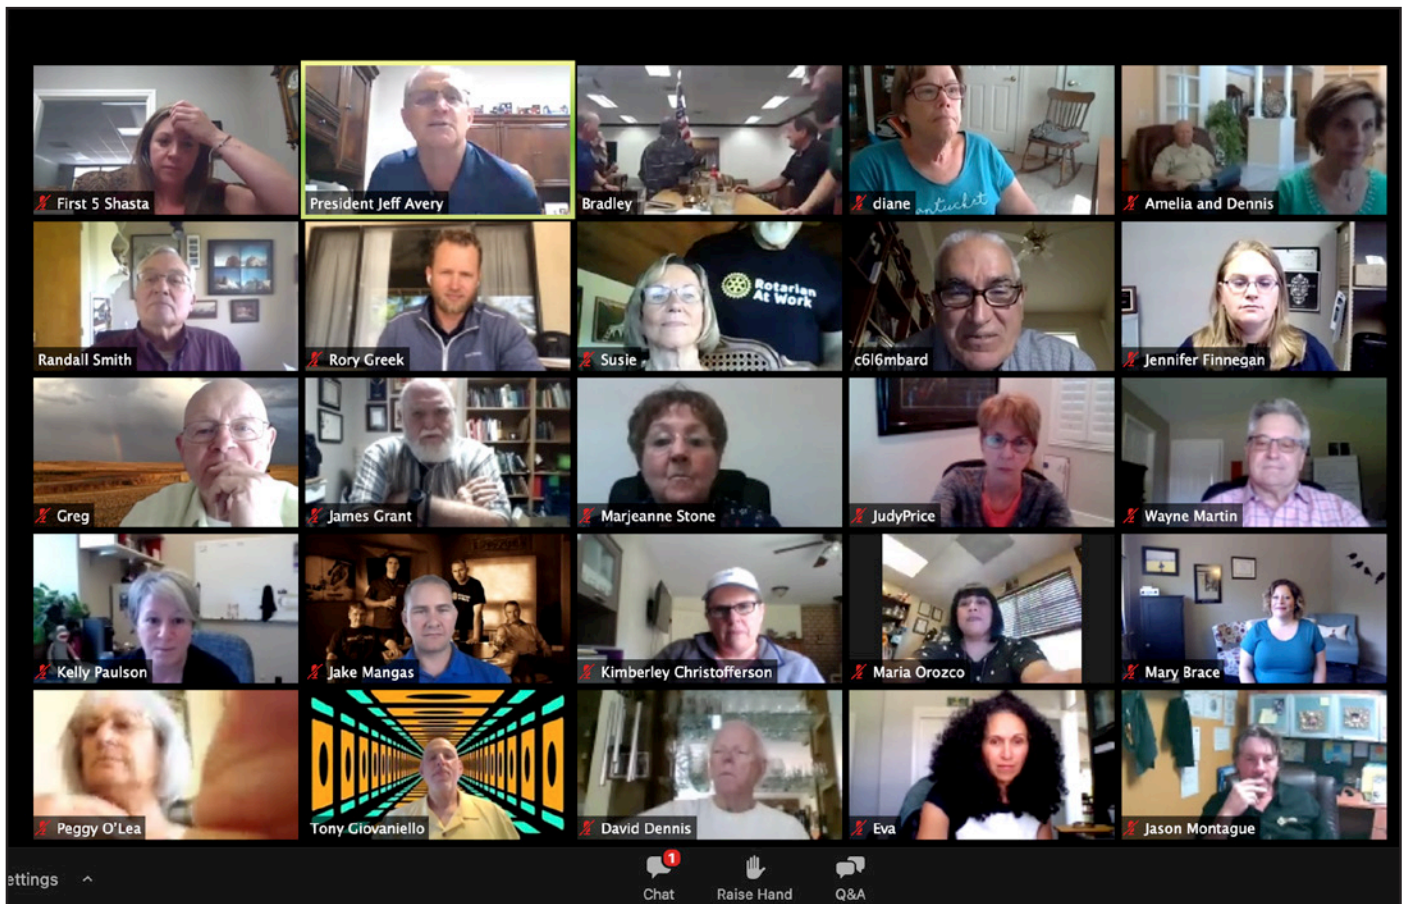 First 5 Shasta
President Jeff Avery
Bradley
diane
Nantucket
Amelia and Dennis
Randall Smith
Rory Greek
Susie
Rotarian
At Work
c6l6mbard
Jennifer Finnegan
Greg
James Grant
Marjeanne Stone
JudyPrice
Wayne Martin
Kelly Paulson
Jake Mangas
Kimberley Christofferson
Maria Orozco
Mary Brace
Peggy O'Lea
Tony Giovaniello
David Dennis
Eva
Jason Montague
ettings
1
Chat
Raise Hand
Q&A